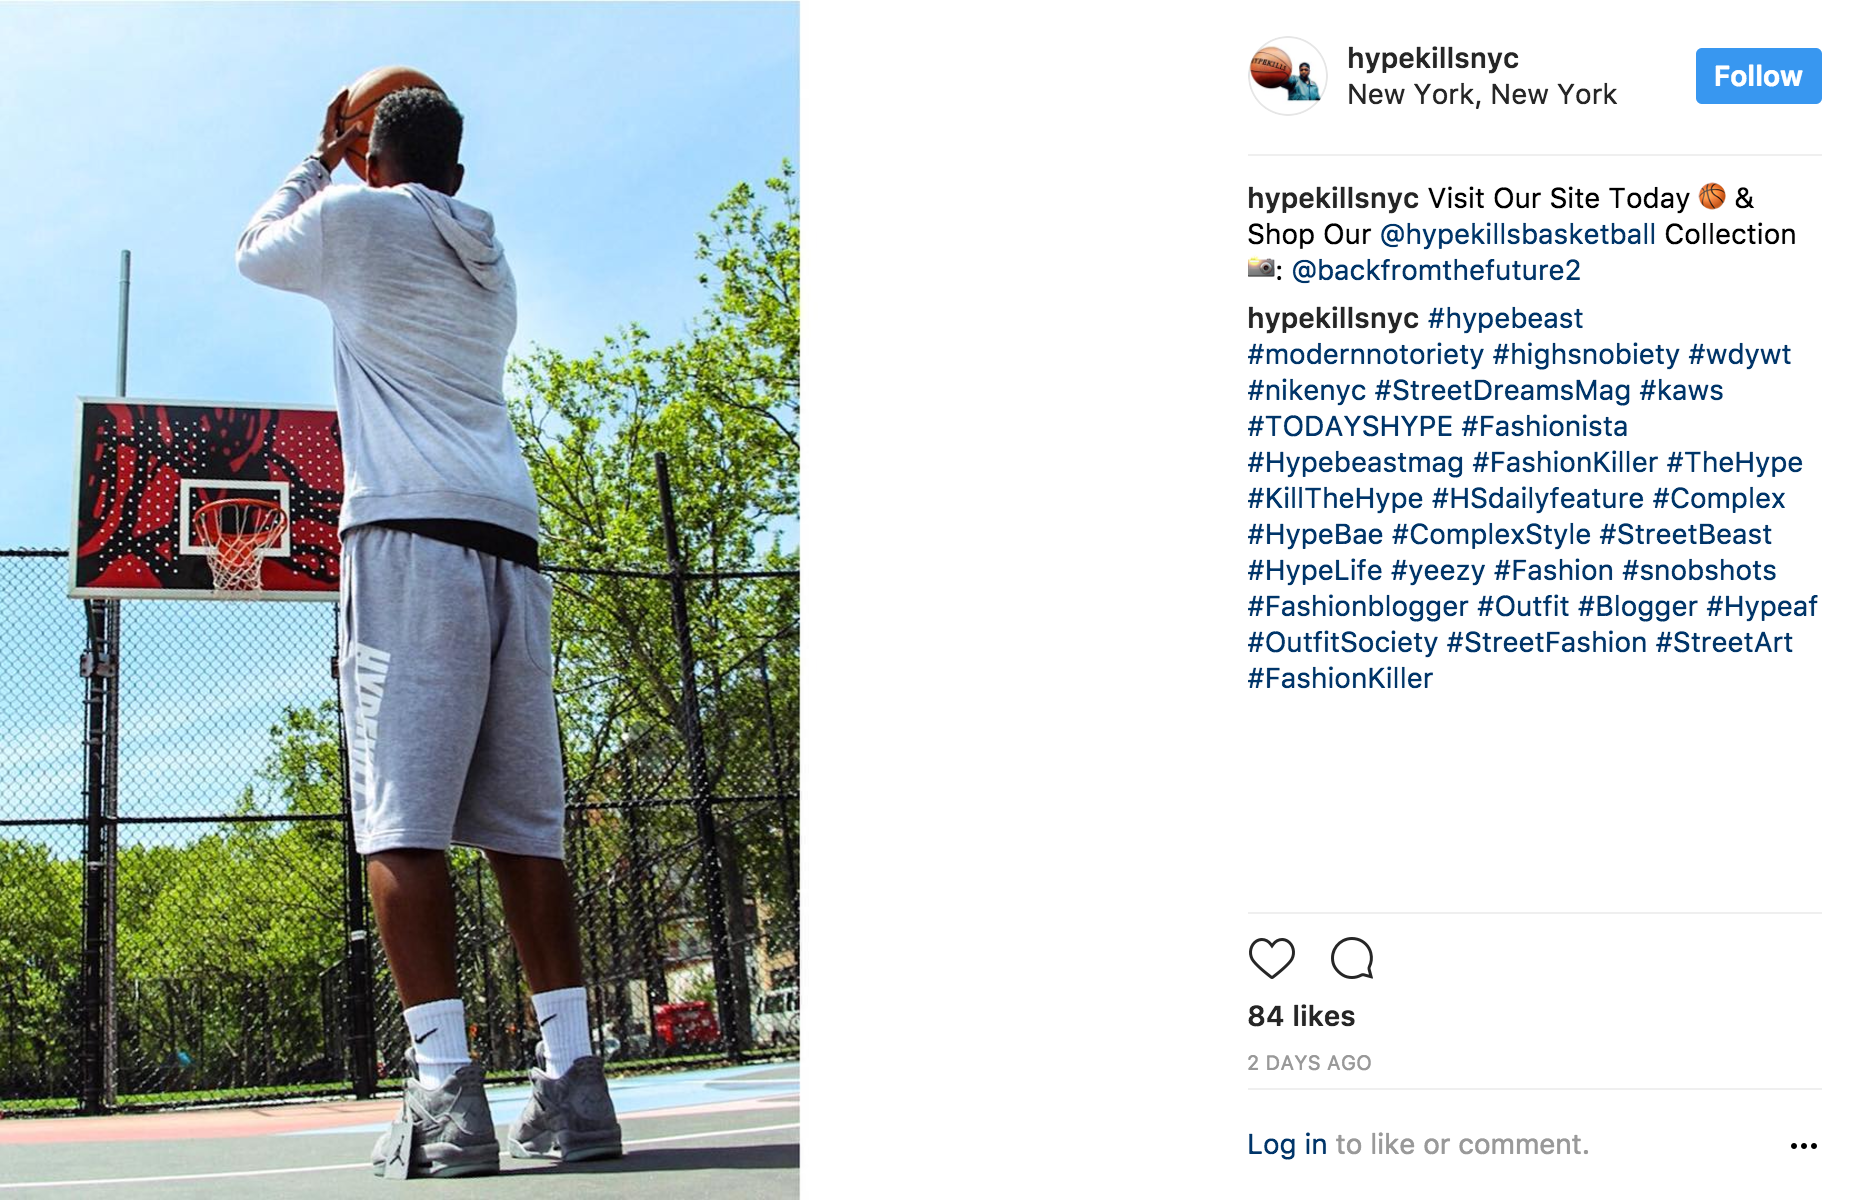 HYPEKILLS
hypekillsnyc
New York, New York
Follow
hypekillsnyc Visit Our Site Today 🏀 &
Shop Our @hypekillsbasketball Collection
📷: @backfromthefuture2
hypekillsnyc #hypebeast
#modernnotoriety #highsnobiety #wdywt
#nikenyc #StreetDreamsMag #kaws
#TODAYSHYPE #Fashionista
#Hypebeastmag #FashionKiller #TheHype
#KillTheHype #HSdailyfeature #Complex
#HypeBae #ComplexStyle #StreetBeast
#HypeLife #yeezy #Fashion #snobshots
#Fashionblogger #Outfit #Blogger #Hypeaf
#OutfitSociety #StreetFashion #StreetArt
#FashionKiller
84 likes
2 DAYS AGO
Log in to like or comment.